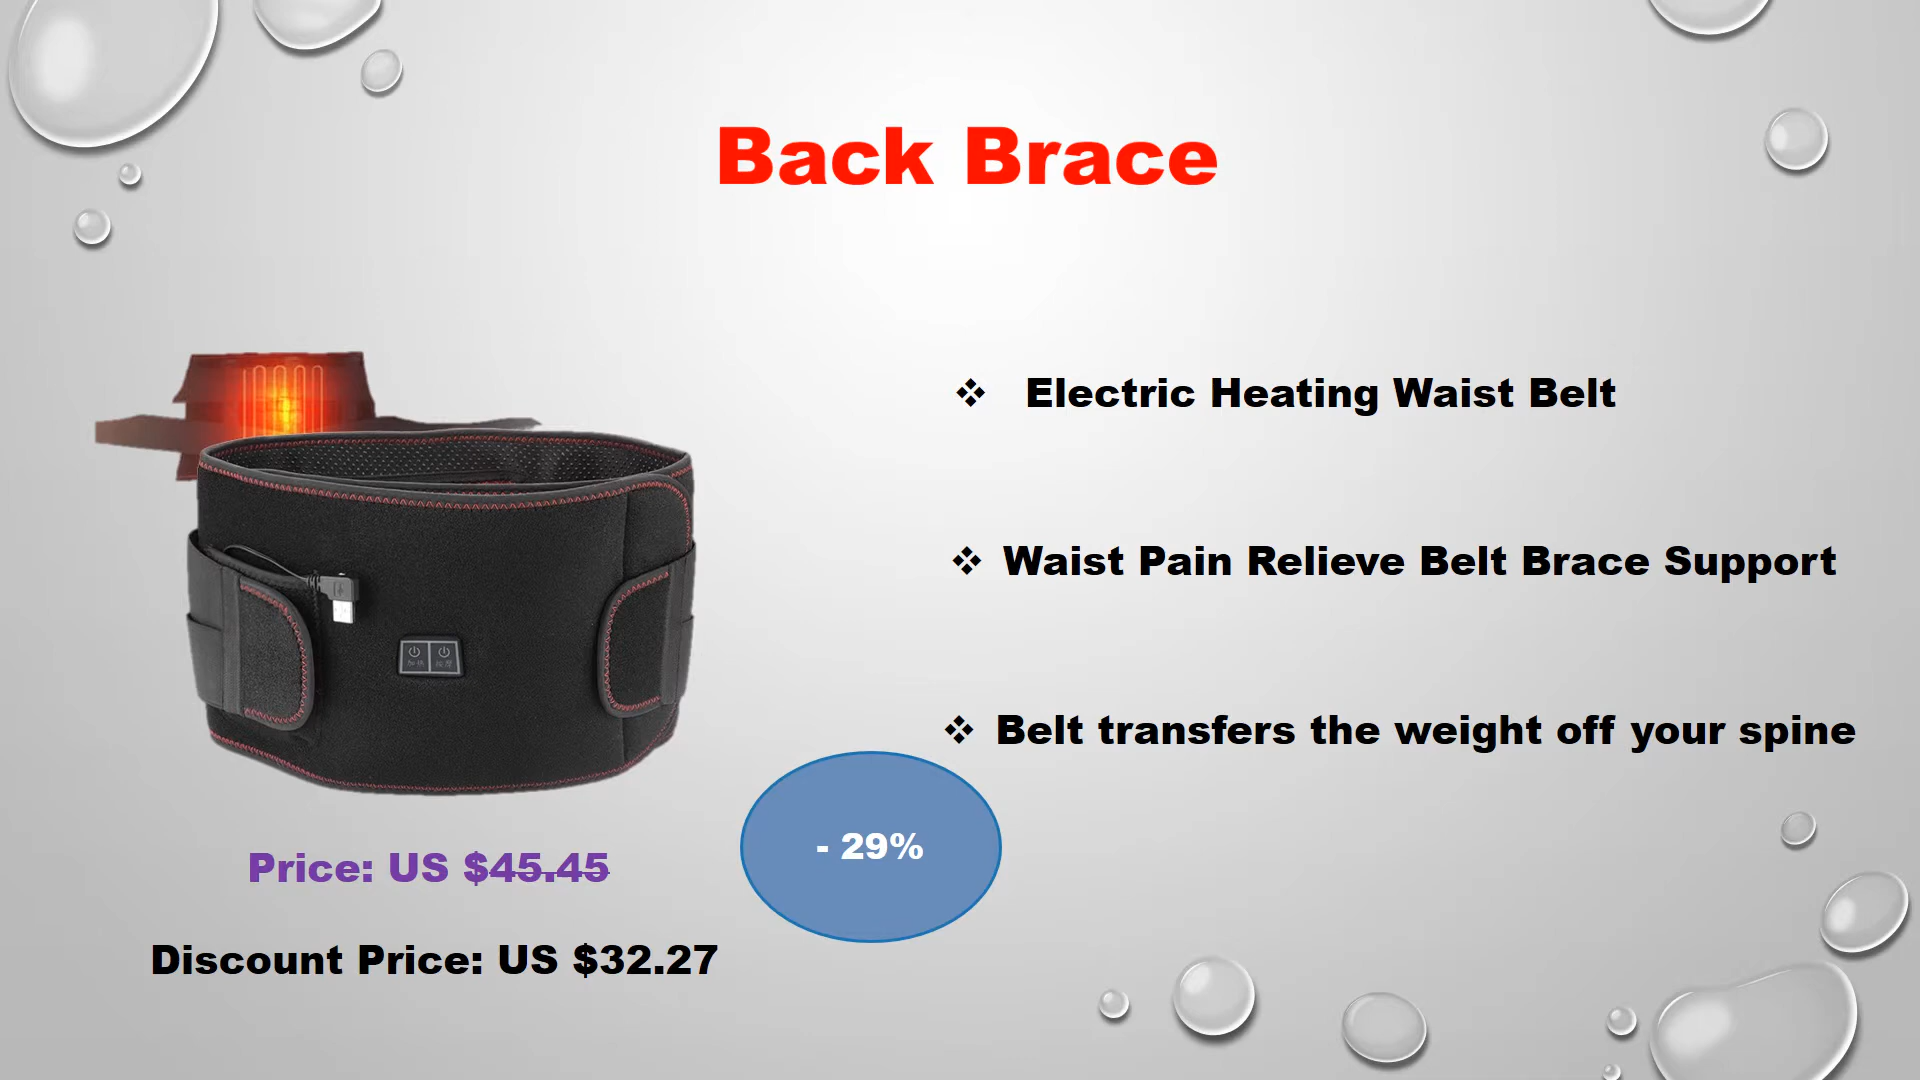 Back Brace
❖ Electric Heating Waist Belt
❖ Waist Pain Relieve Belt Brace Support
❖ Belt transfers the weight off your spine
- 29%
Price: US $45.45
Discount Price: US $32.27